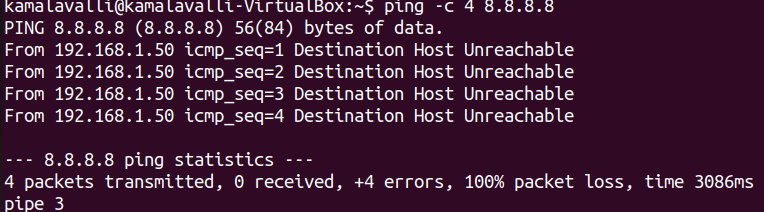 kamalavalli@kamalavalli-VirtualBox:~$ ping -c 4 8.8.8.8
PING 8.8.8.8 (8.8.8.8) 56(84) bytes of data.
From 192.168.1.50 icmp_seq=1 Destination Host Unreachable
From 192.168.1.50 icmp_seq=2 Destination Host Unreachable
From 192.168.1.50 icmp_seq=3 Destination Host Unreachable
From 192.168.1.50 icmp_seq=4 Destination Host Unreachable
--- 8.8.8.8 ping statistics ---
4 packets transmitted, 0 received, +4 errors, 100% packet loss, time 3086ms
pipe 3